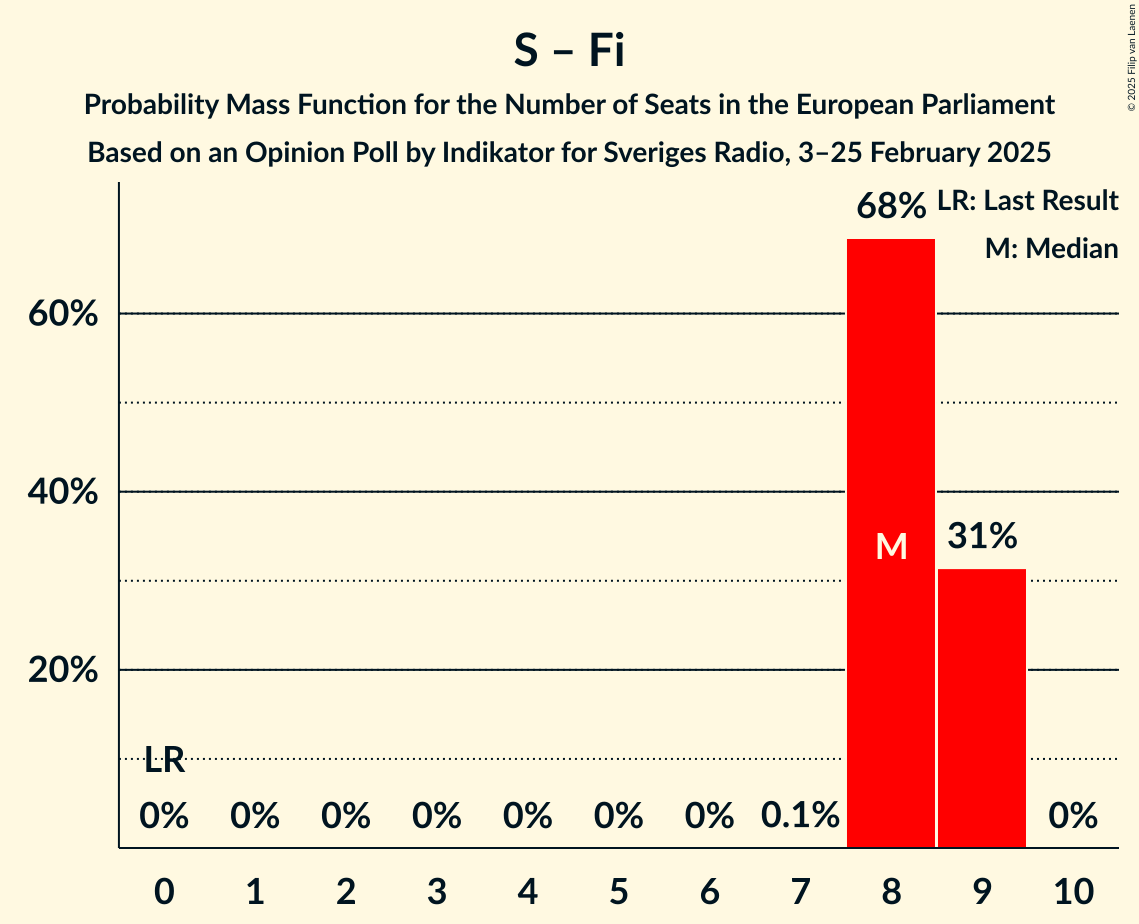 S – Fi
Probability Mass Function for the Number of Seats in the European Parliament
Based on an Opinion Poll by Indikator for Sveriges Radio, 3–25 February 2025
© 2025 Filip van Laenen
68%
LR: Last Result
M: Median
60%
40%
M
31%
20%
LR
0% 0% 0% 0% 0% 0% 0% 0.1% 0%
0 1 2 3 4 5 6 7 8 9 10